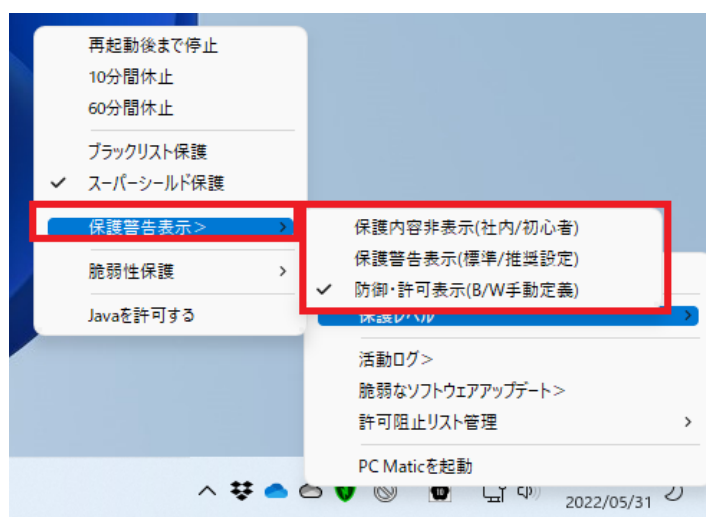 再起動後まで停止
10分間休止
60分間休止
ブラックリスト保護
スーパーシールド保護
保護警告表示>
脆弱性保護
Javaを許可する
保護内容非表示(社内/初心者)
保護警告表示(標準/推奨設定)
防御・許可表示(B/W手動定義)
保護レベル
活動ログ>
脆弱なソフトウェアアップデート>
許可阻止リスト管理
PC Maticを起動
2022/05/31